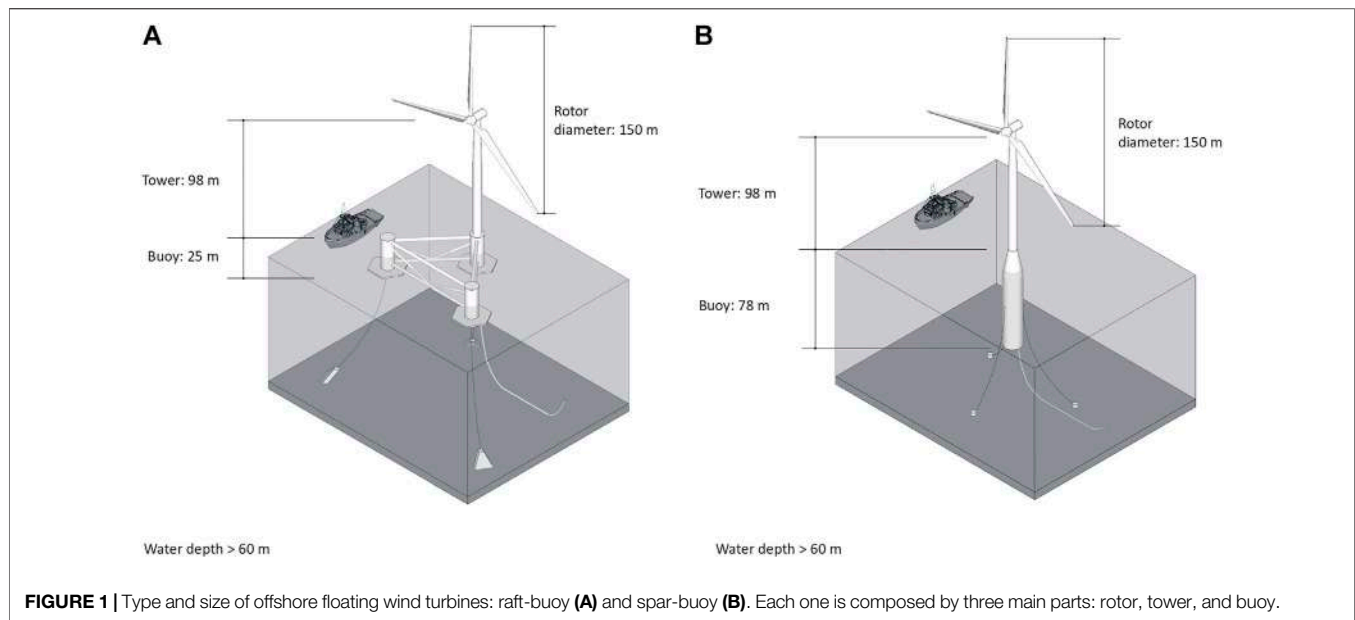 A
Rotor
diameter: 150 m
Tower: 98 m
Buoy: 25 m
Water depth > 60 m
B
Rotor
diameter: 150 m
Tower: 98 m
Buoy: 78 m
Water depth > 60 m
FIGURE 1 | Type and size of offshore floating wind turbines: raft-buoy (A) and spar-buoy (B). Each one is composed by three main parts: rotor, tower, and buoy.